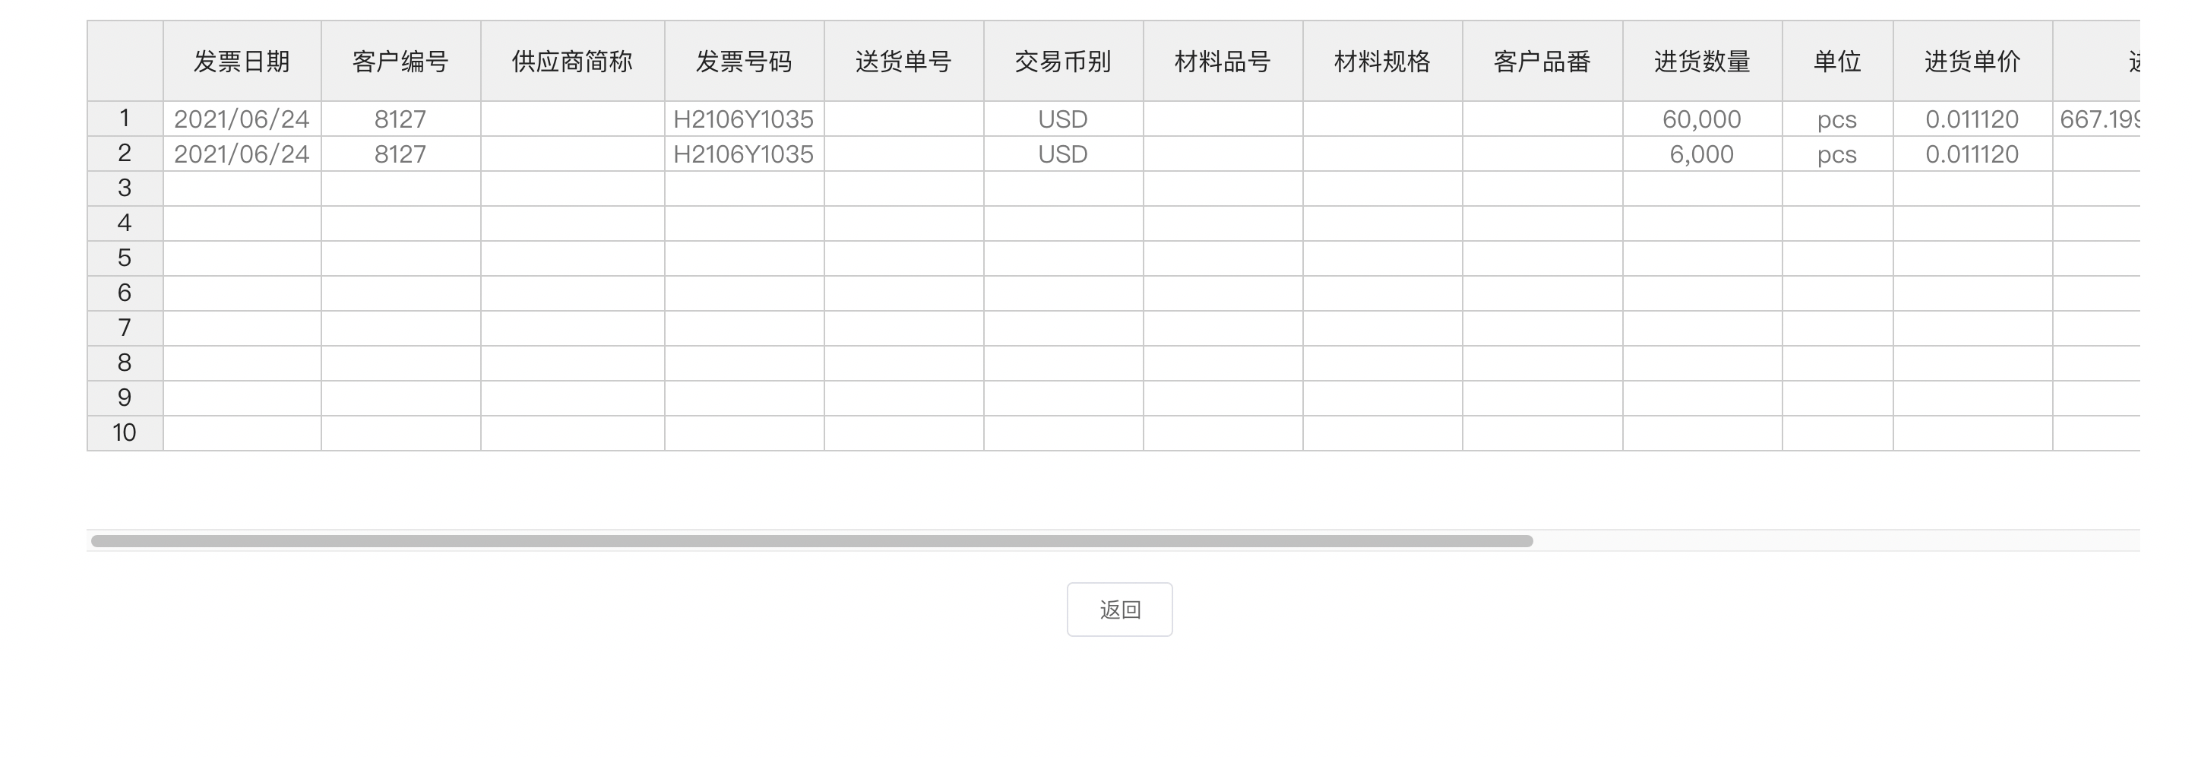 发票日期 客户编号 供应商简称 发票号码 送货单号 交易币别 材料品号 材料规格 客户品番 进货数量 单位 进货单价
1 2021/06/24 8127 H2106Y1035 USD 60,000 pcs 0.011120 667.199
2 2021/06/24 8127 H2106Y1035 USD 6,000 pcs 0.011120
3
4
5
6
7
8
9
10
返回